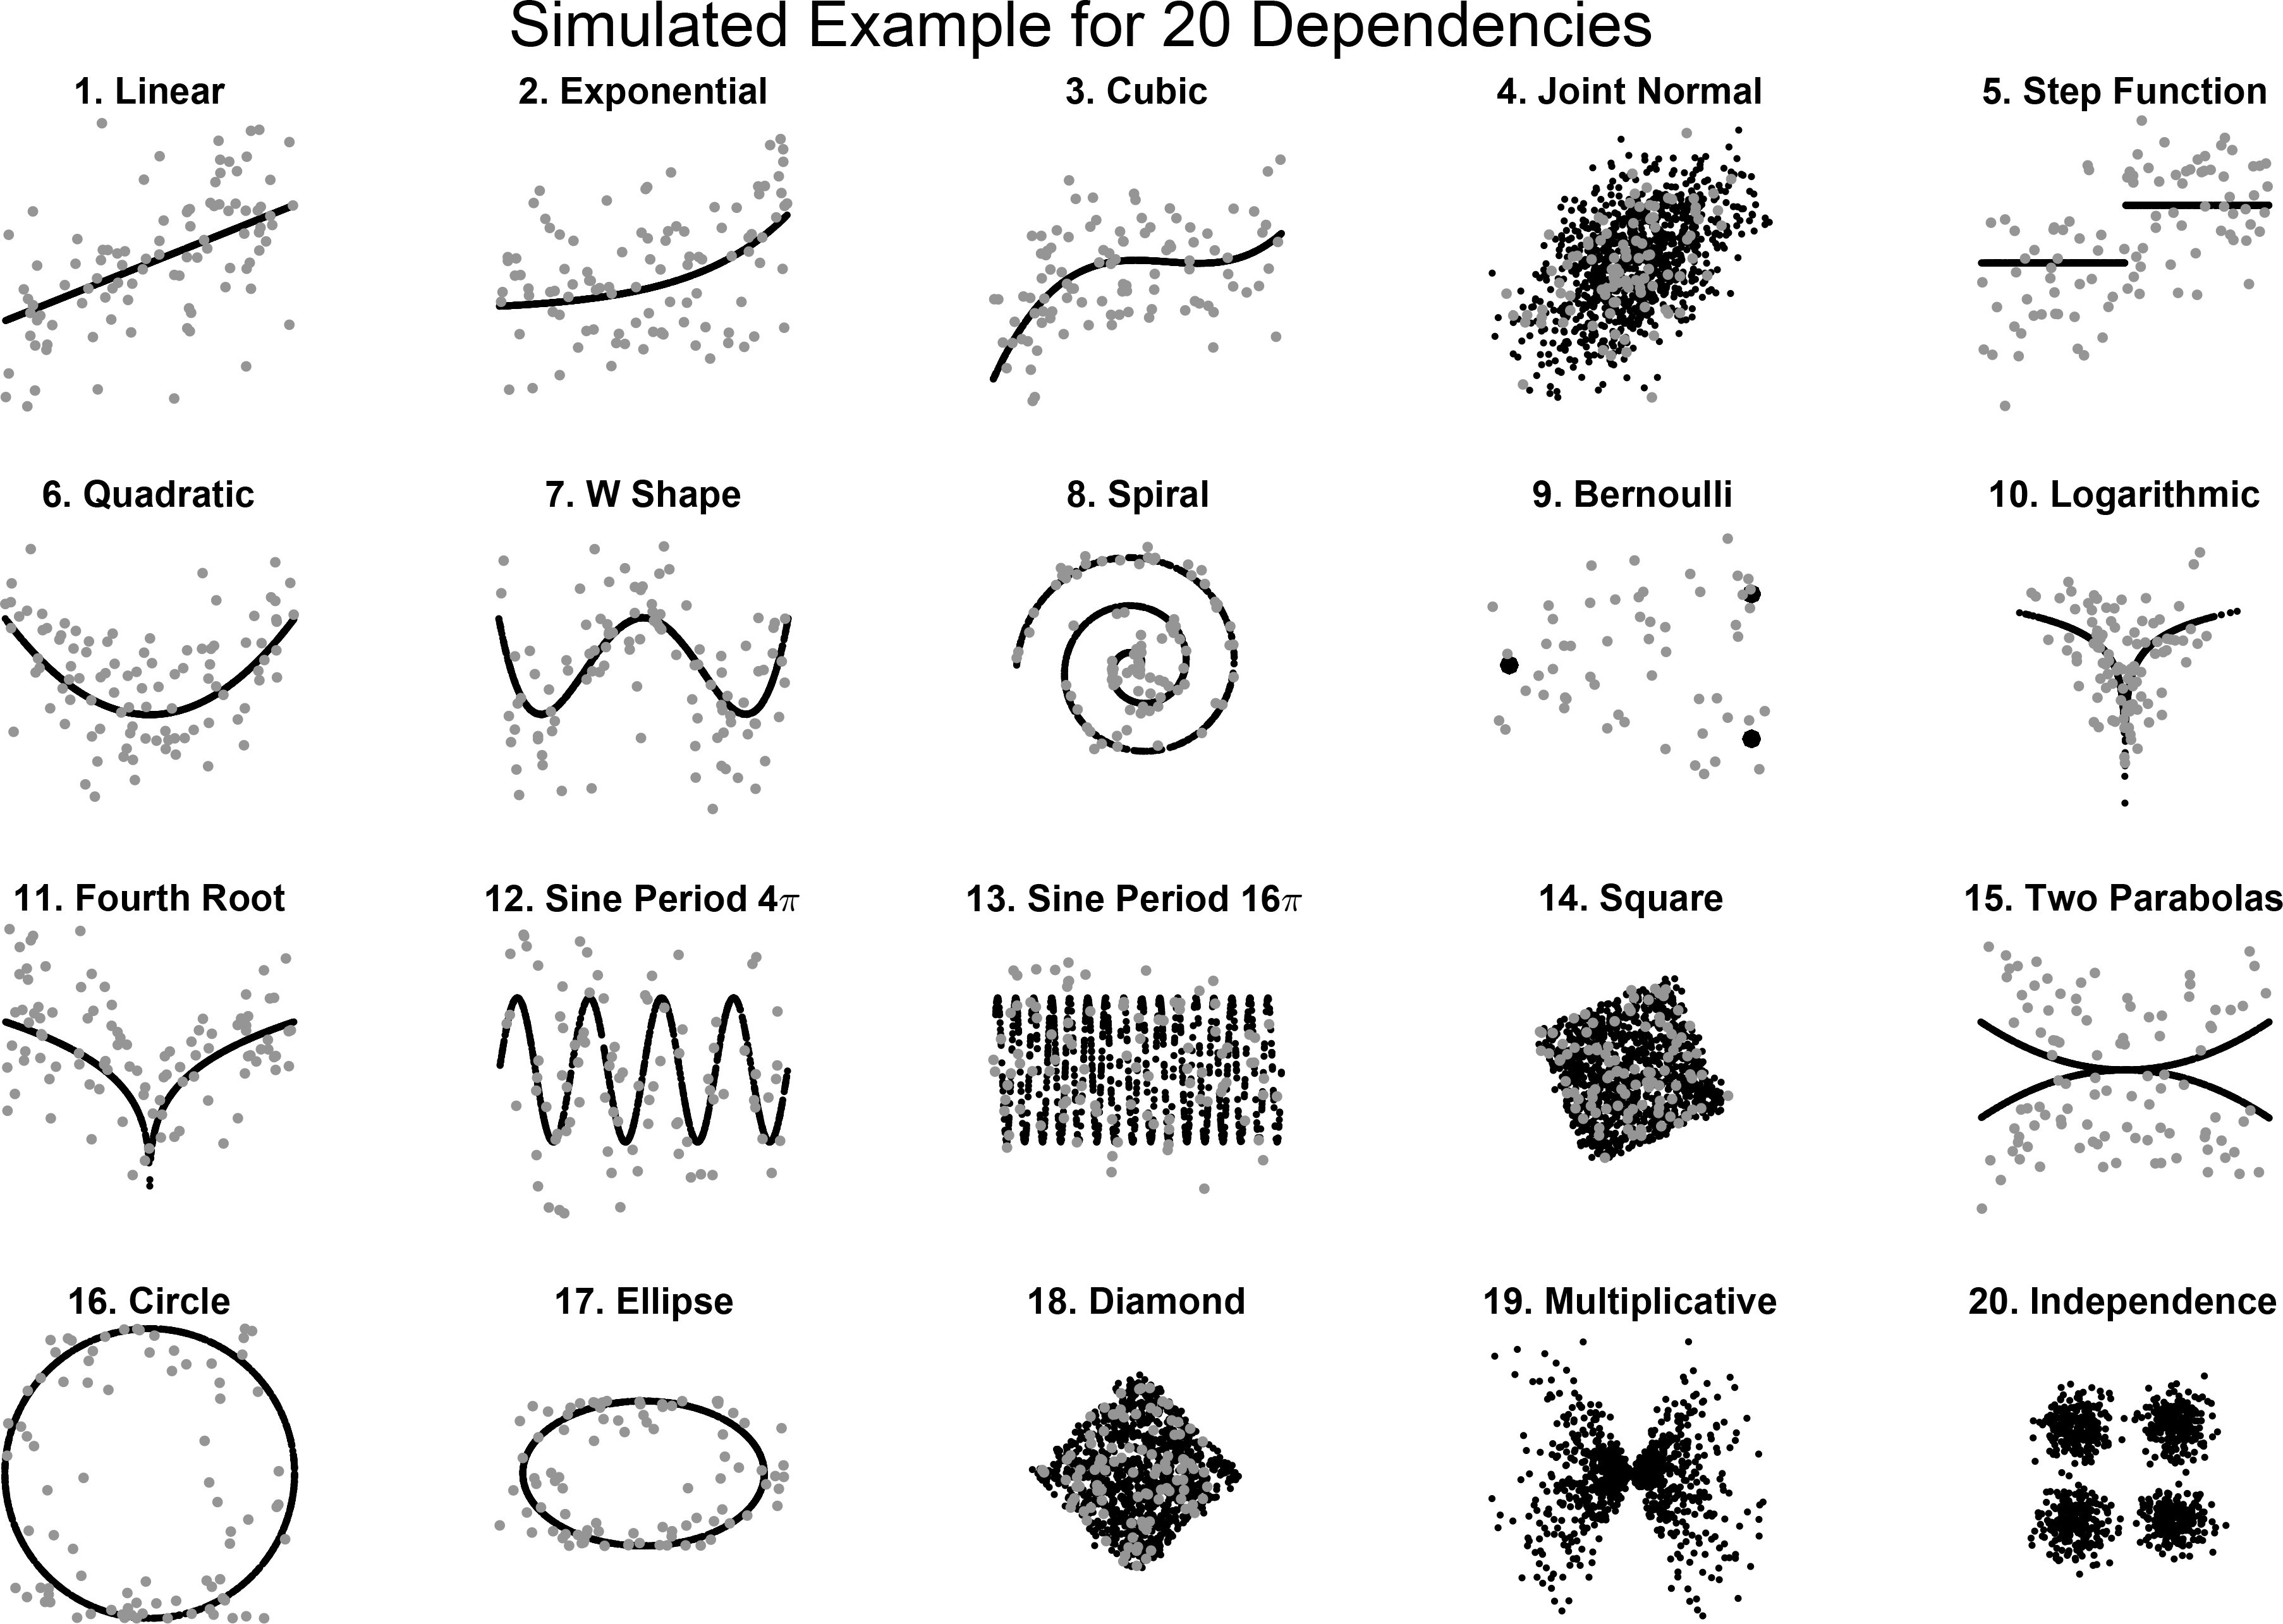 Simulated Example for 20 Dependencies
1. Linear
2. Exponential
3. Cubic
4. Joint Normal
5. Step Function
6. Quadratic
7. W Shape
8. Spiral
9. Bernoulli
10. Logarithmic
11. Fourth Root
12. Sine Period 4π
13. Sine Period 16π
14. Square
15. Two Parabolas
16. Circle
17. Ellipse
18. Diamond
19. Multiplicative
20. Independence